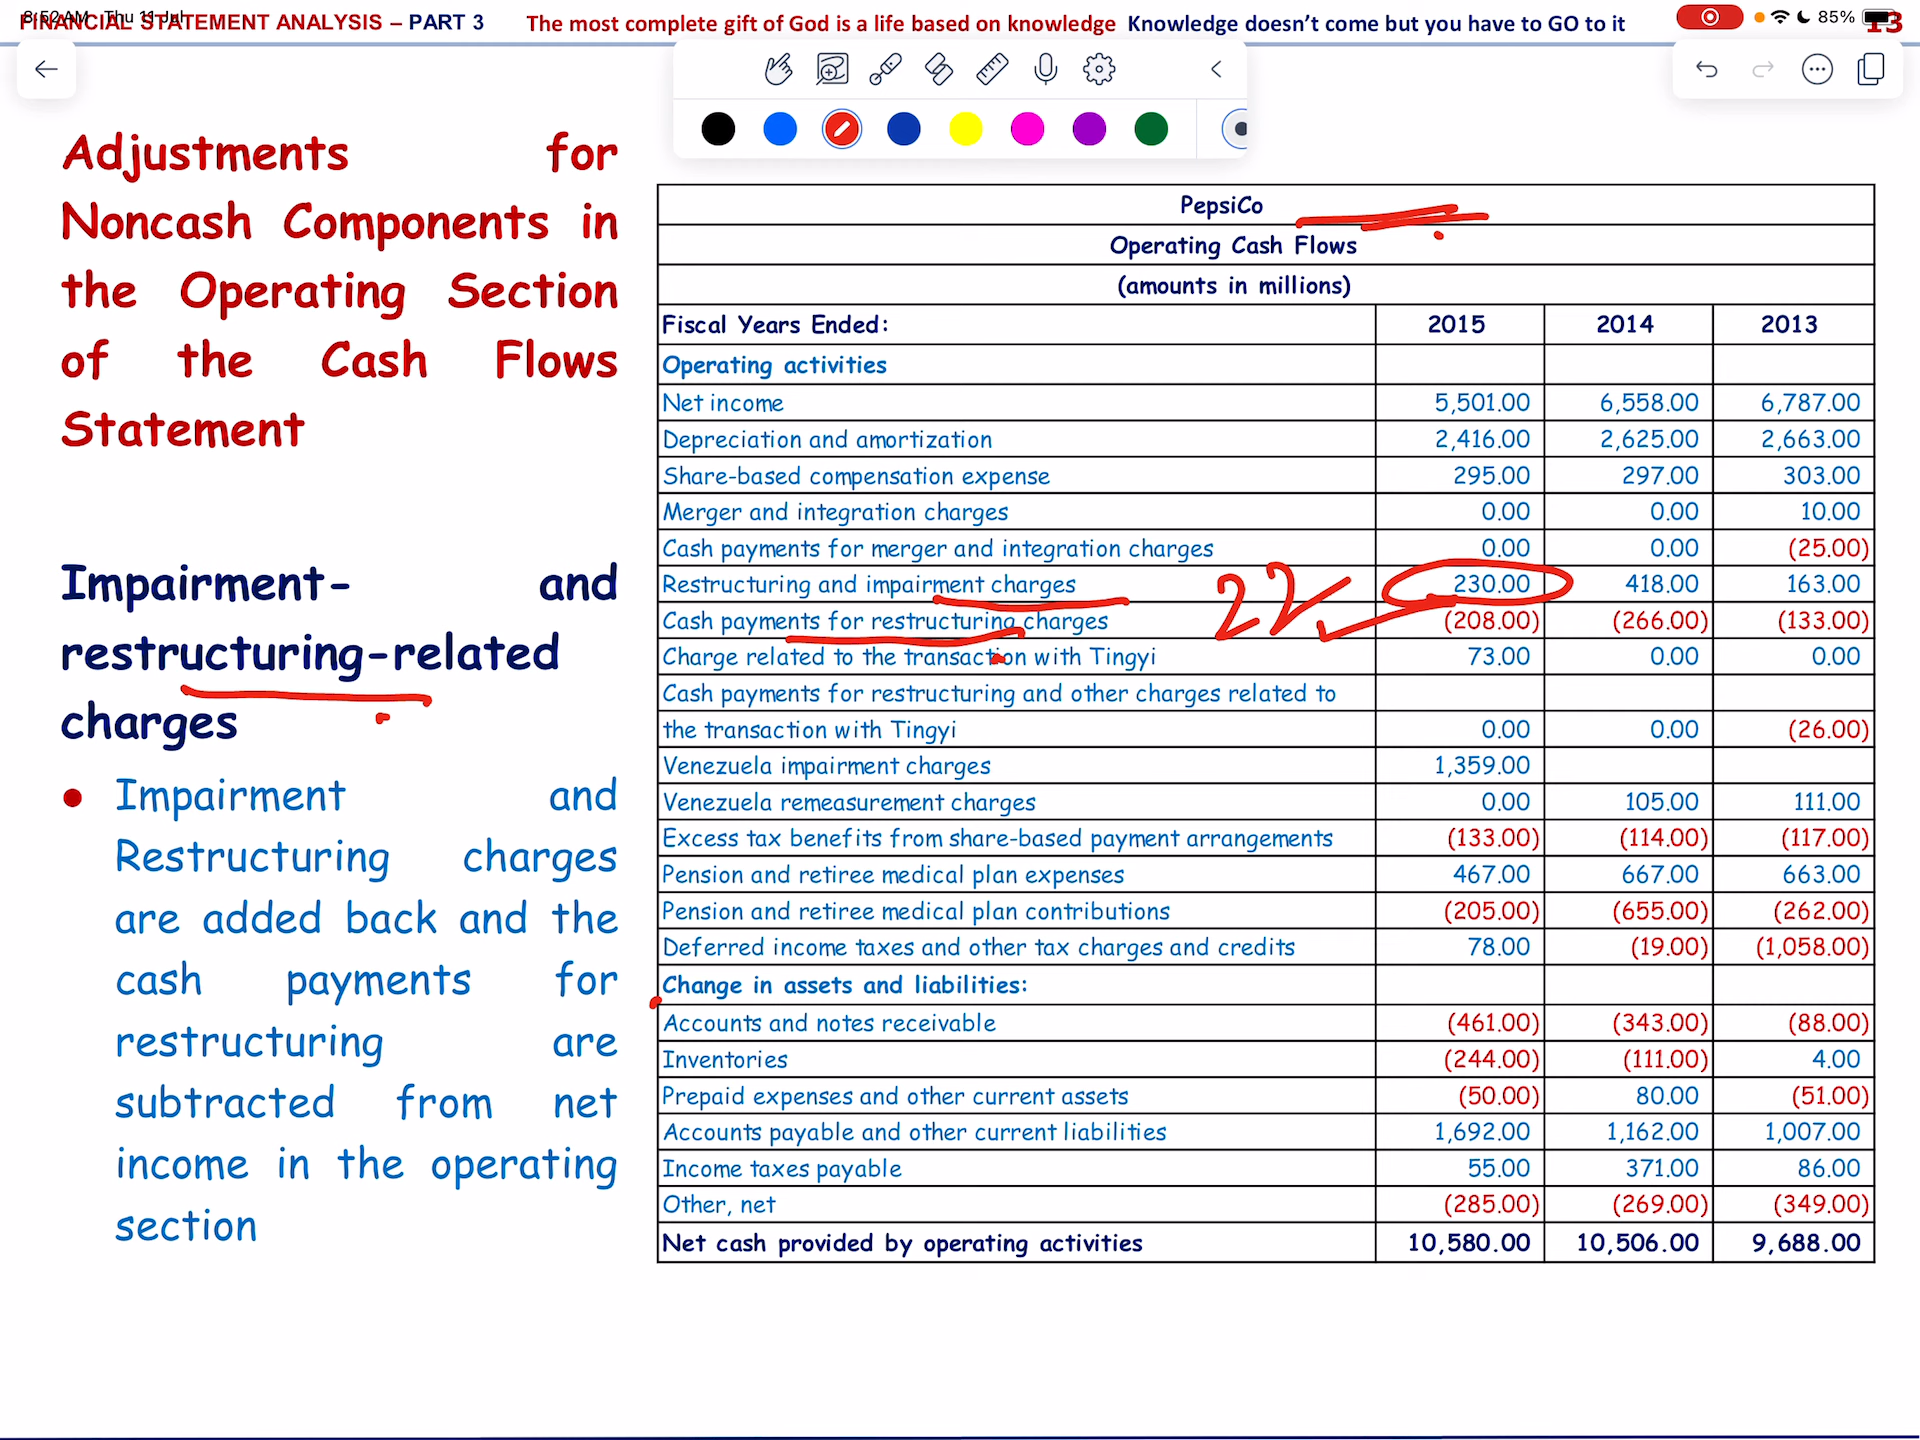 8:52 AM Thu 11 Jul
FINANCIAL STATEMENT ANALYSIS – PART 3 The most complete gift of God is a life based on knowledge Knowledge doesn't come but you have to GO to it
85%
13
Adjustments for
Noncash Components in
the Operating Section
of the Cash Flows
Statement
Impairment- and
restructuring-related
charges
• Impairment and
Restructuring charges
are added back and the
cash payments for
restructuring are
subtracted from net
income in the operating
section
PepsiCo
Operating Cash Flows
(amounts in millions)
Fiscal Years Ended: 2015 2014 2013
Operating activities
Net income 5,501.00 6,558.00 6,787.00
Depreciation and amortization 2,416.00 2,625.00 2,663.00
Share-based compensation expense 295.00 297.00 303.00
Merger and integration charges 0.00 0.00 10.00
Cash payments for merger and integration charges 0.00 0.00 (25.00)
Restructuring and impairment charges 230.00 418.00 163.00
22
Cash payments for restructuring charges (208.00) (266.00) (133.00)
Charge related to the transaction with Tingyi 73.00 0.00 0.00
Cash payments for restructuring and other charges related to
the transaction with Tingyi 0.00 0.00 (26.00)
Venezuela impairment charges 1,359.00
Venezuela remeasurement charges 0.00 105.00 111.00
Excess tax benefits from share-based payment arrangements (133.00) (114.00) (117.00)
Pension and retiree medical plan expenses 467.00 667.00 663.00
Pension and retiree medical plan contributions (205.00) (655.00) (262.00)
Deferred income taxes and other tax charges and credits 78.00 (19.00) (1,058.00)
Change in assets and liabilities:
Accounts and notes receivable (461.00) (343.00) (88.00)
Inventories (244.00) (111.00) 4.00
Prepaid expenses and other current assets (50.00) 80.00 (51.00)
Accounts payable and other current liabilities 1,692.00 1,162.00 1,007.00
Income taxes payable 55.00 371.00 86.00
Other, net (285.00) (269.00) (349.00)
Net cash provided by operating activities 10,580.00 10,506.00 9,688.00